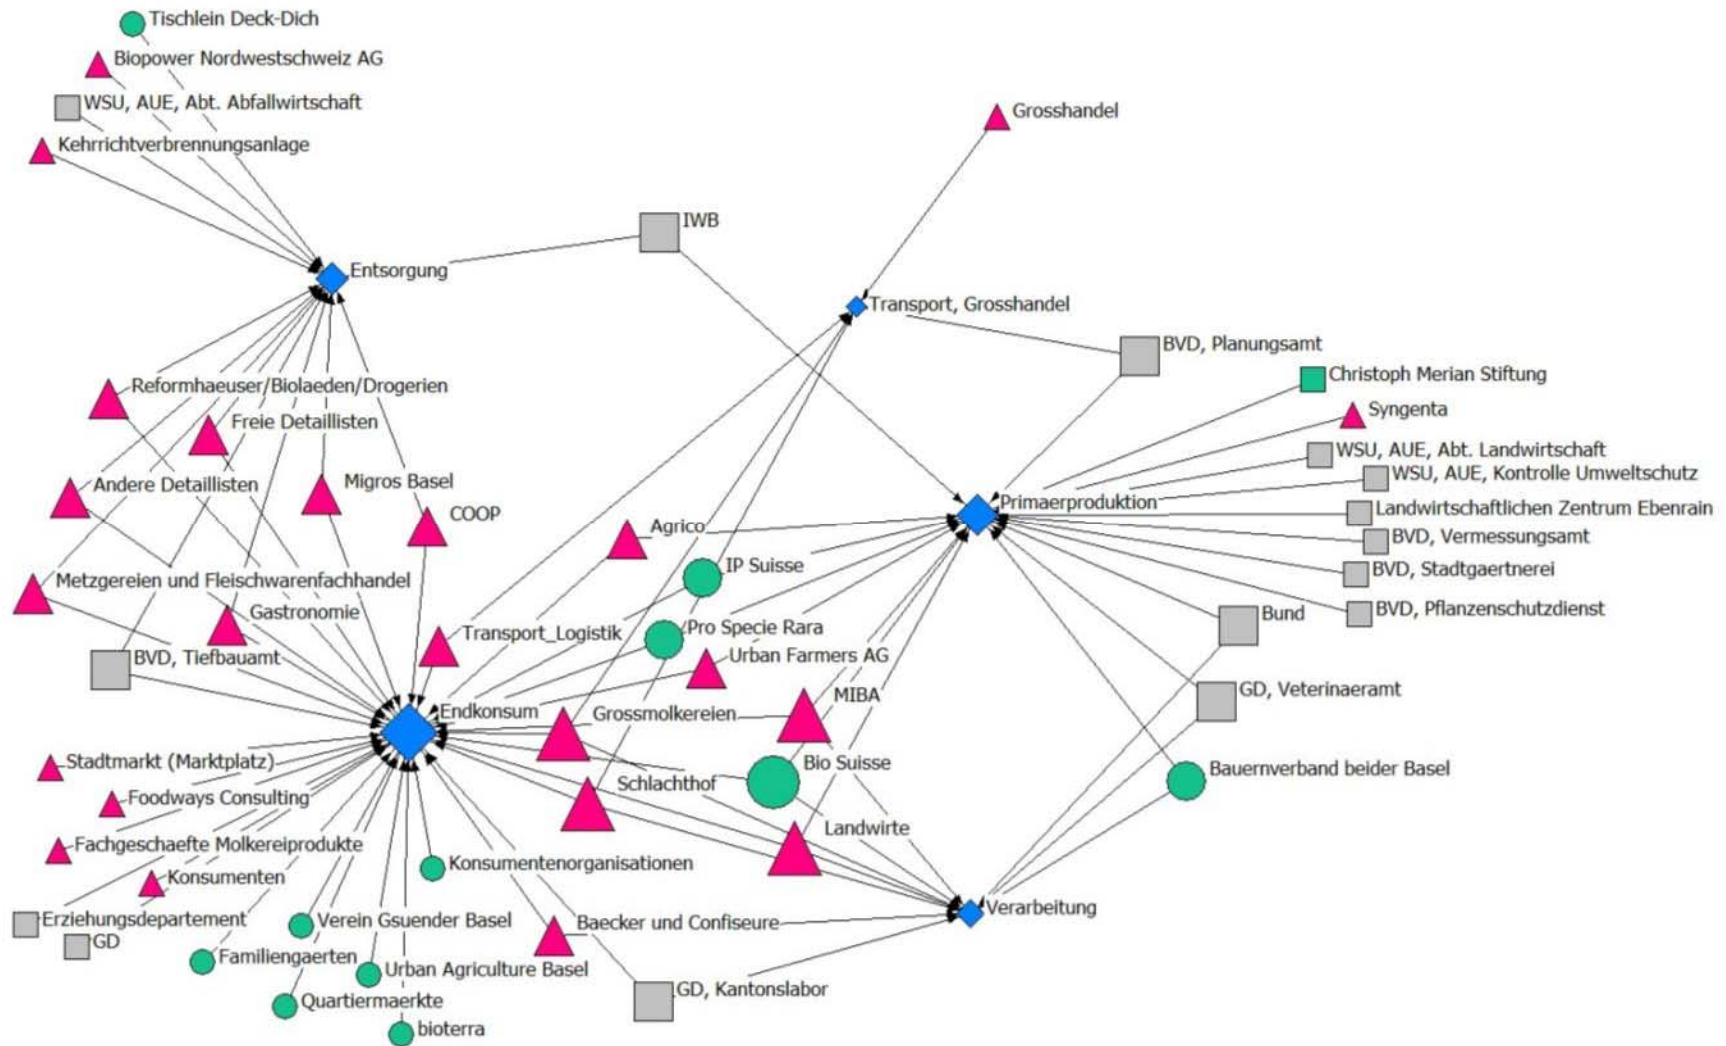 Tischlein Deck-Dich
Biopower Nordwestschweiz AG
WSU, AUE, Abt. Abfallwirtschaft
Kehrrichtverbrennungsanlage
Grosshandel
IWB
Entsorgung
Transport, Grosshandel
BVD, Planungsamt
Christoph Merian Stiftung
Reformhaeuser/Biolaeden/Drogerien
Syngenta
Freie Detaillisten
WSU, AUE, Abt. Landwirtschaft
WSU, AUE, Kontrolle Umweltschutz
Migros Basel
Andere Detaillisten
Primaerproduktion
Landwirtschaftlichen Zentrum Ebenrain
COOP
Agrico
BVD, Vermessungsamt
IP Suisse
BVD, Stadtgaertnerei
Metzgereien und Fleischwarenfachhandel
BVD, Pflanzenschutzdienst
Gastronomie
Bund
Pro Specie Rara
Transport_Logistik
BVD, Tiefbauamt
Urban Farmers AG
GD, Veterinaeramt
MIBA
Endkonsum
Grossmolkereien
Stadtmarkt (Marktplatz)
Bio Suisse
Bauernverband beider Basel
Schlachthof
Foodways Consulting
Landwirte
Fachgeschaefte Molkereiprodukte
Konsumentenorganisationen
Konsumenten
Verarbeitung
Erziehungsdepartement
Verein Gsuender Basel
Baecker und Confiseure
GD
Familiengaerten
Urban Agriculture Basel
GD, Kantonslabor
Quartiermaerkte
bioterra